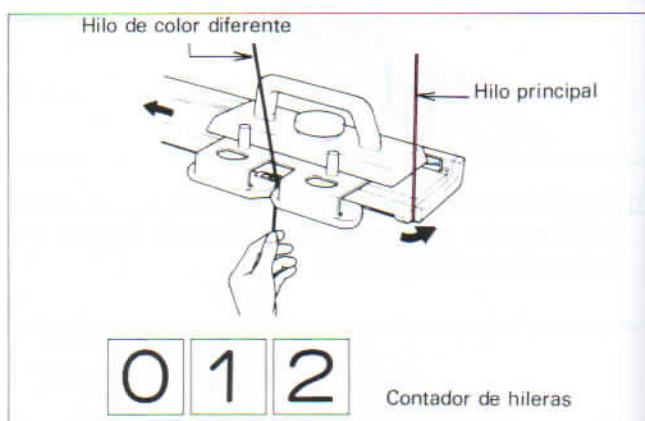 Hilo de color diferente
Hilo principal
012
Contador de hileras